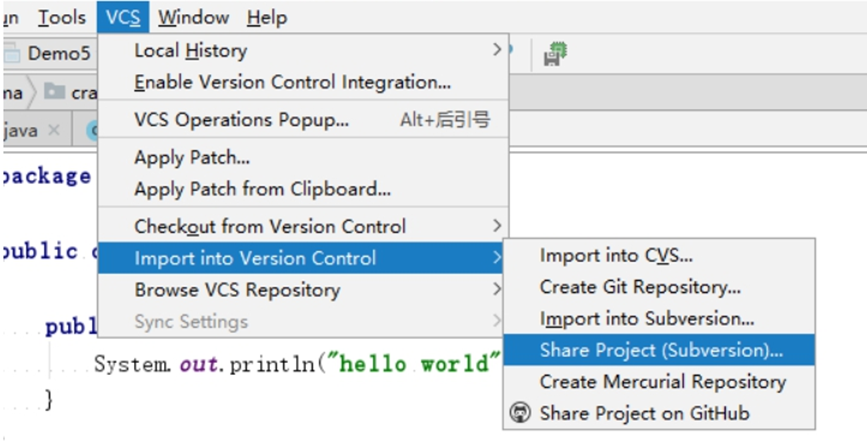 Tools VCS Window Help
Demo5
Local History
Enable Version Control Integration...
cra
VCS Operations Popup... Alt+后引号
java
Apply Patch...
package
Apply Patch from Clipboard...
Checkout from Version Control
public
Import into Version Control
Import into CVS...
Browse VCS Repository
Create Git Repository...
Sync Settings
Import into Subversion...
publ
Share Project (Subversion)...
System.out.println("hello world"
Create Mercurial Repository
}
Share Project on GitHub